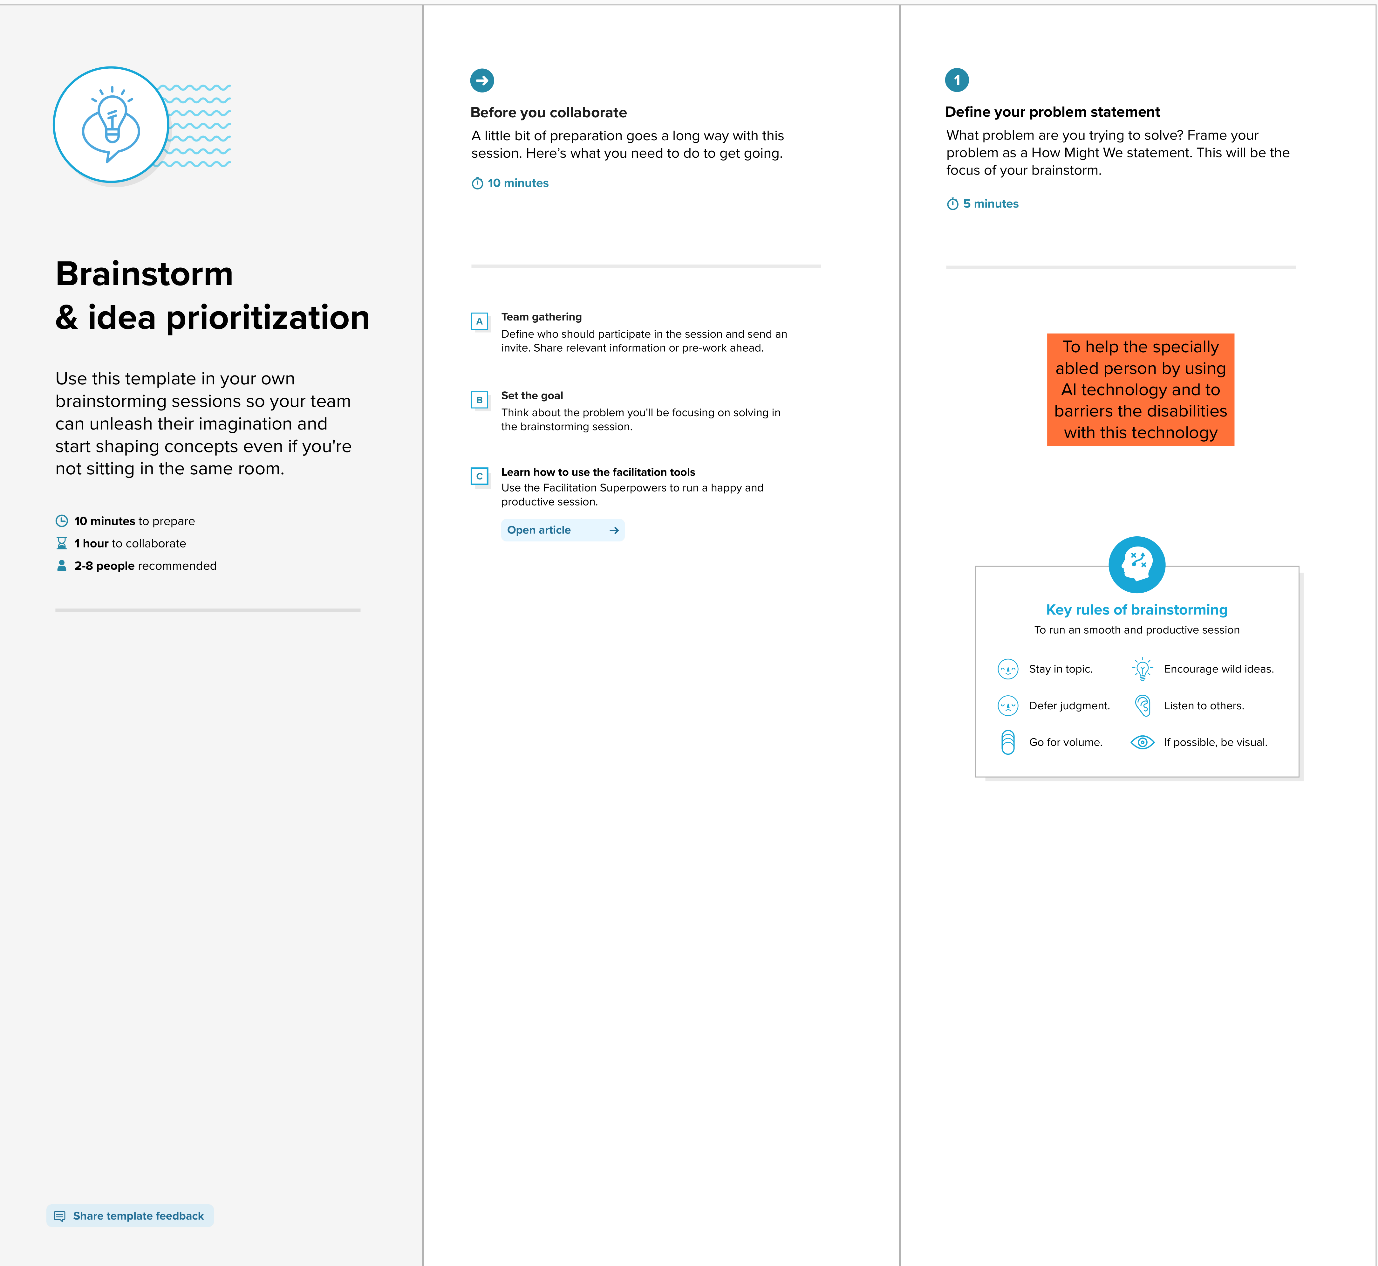 Brainstorm
& idea prioritization
Use this template in your own
brainstorming sessions so your team
can unleash their imagination and
start shaping concepts even if you're
not sitting in the same room.
10 minutes to prepare
1 hour to collaborate
2-8 people recommended
Share template feedback
Before you collaborate
A little bit of preparation goes a long way with this
session. Here's what you need to do to get going.
10 minutes
A
Team gathering
Define who should participate in the session and send an
invite. Share relevant information or pre-work ahead.
B
Set the goal
Think about the problem you'll be focusing on solving in
the brainstorming session.
C
Learn how to use the facilitation tools
Use the Facilitation Superpowers to run a happy and
productive session.
Open article
1
Define your problem statement
What problem are you trying to solve? Frame your
problem as a How Might We statement. This will be the
focus of your brainstorm.
5 minutes
To help the specially
abled person by using
AI technology and to
barriers the disabilities
with this technology
Key rules of brainstorming
To run an smooth and productive session
Stay in topic.
Encourage wild ideas.
Defer judgment.
Listen to others.
Go for volume.
If possible, be visual.